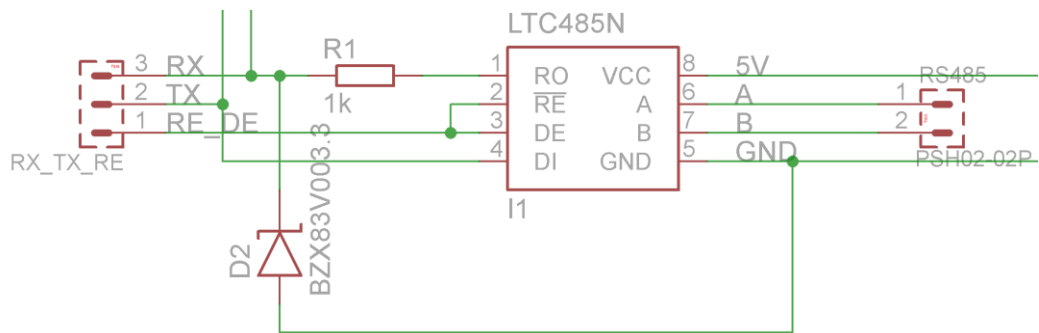 LTC485N
R1
3 RX
1 RO VCC 8 5V
RS485
1k
2 TX
2 RE A 6 A
1
1 RE_DE
3 DE B 7 B
2
RX_TX_RE
4 DI GND 5 GND
PSH02-02P
I1
D2
BZX83V003.3